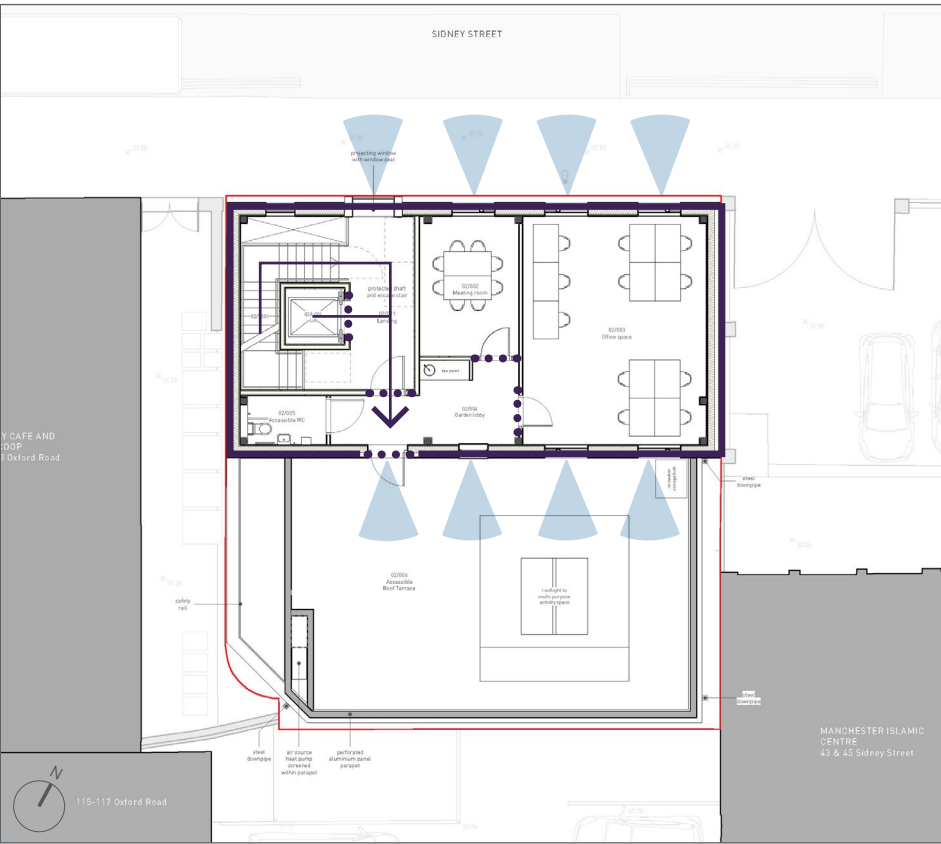 SIDNEY STREET
projecting window
with window seat
protected shaft
and escape stair
Landing
02/002
Meeting room
02/003
Office space
tea point
02/004
Garden lobby
02/005
Accessible WC
Y CAFE AND
COOP
Oxford Road
rainwater
storage butt
steel
downpipe
02/006
Accessible
Roof Terrace
rooflight to
multi-purpose
activity space
safety
rail
steel
downpipe
steel
downpipe
air source
heat pump
screened
within parapet
perforated
aluminium panel
parapet
MANCHESTER ISLAMIC
CENTRE
43 & 45 Sidney Street
N
115-117 Oxford Road